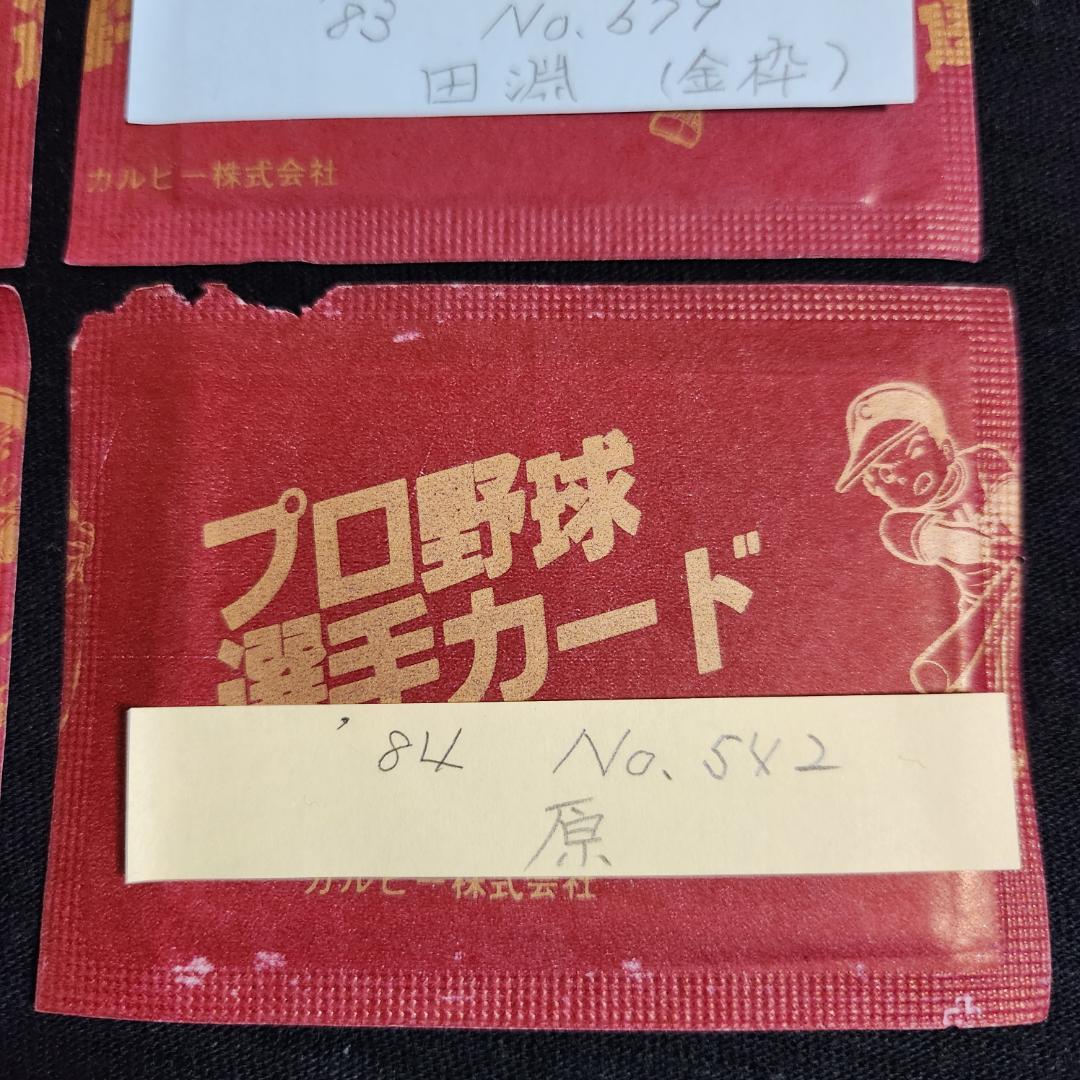 '83 No. 679
田淵 (金枠)
カルビー株式会社
C
プロ野球
選手カード
'84 No. 542
原
カルビー株式会社